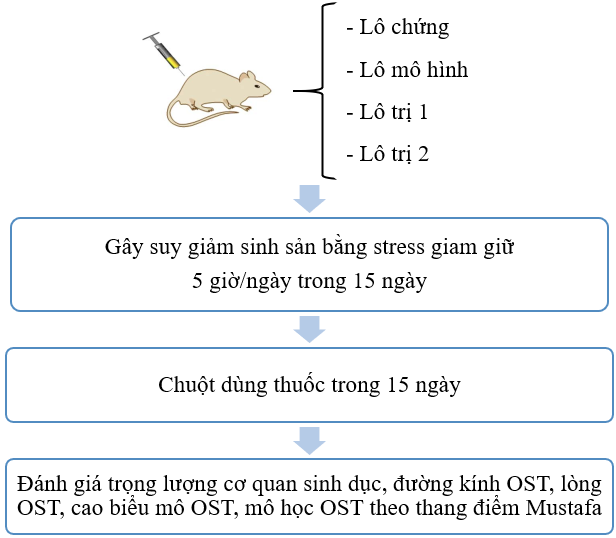 - Lô chứng
- Lô mô hình
- Lô trị 1
- Lô trị 2
Gây suy giảm sinh sản bằng stress giam giữ
5 giờ/ngày trong 15 ngày
Chuột dùng thuốc trong 15 ngày
Đánh giá trọng lượng cơ quan sinh dục, đường kính OST, lòng
OST, cao biểu mô OST, mô học OST theo thang điểm Mustafa